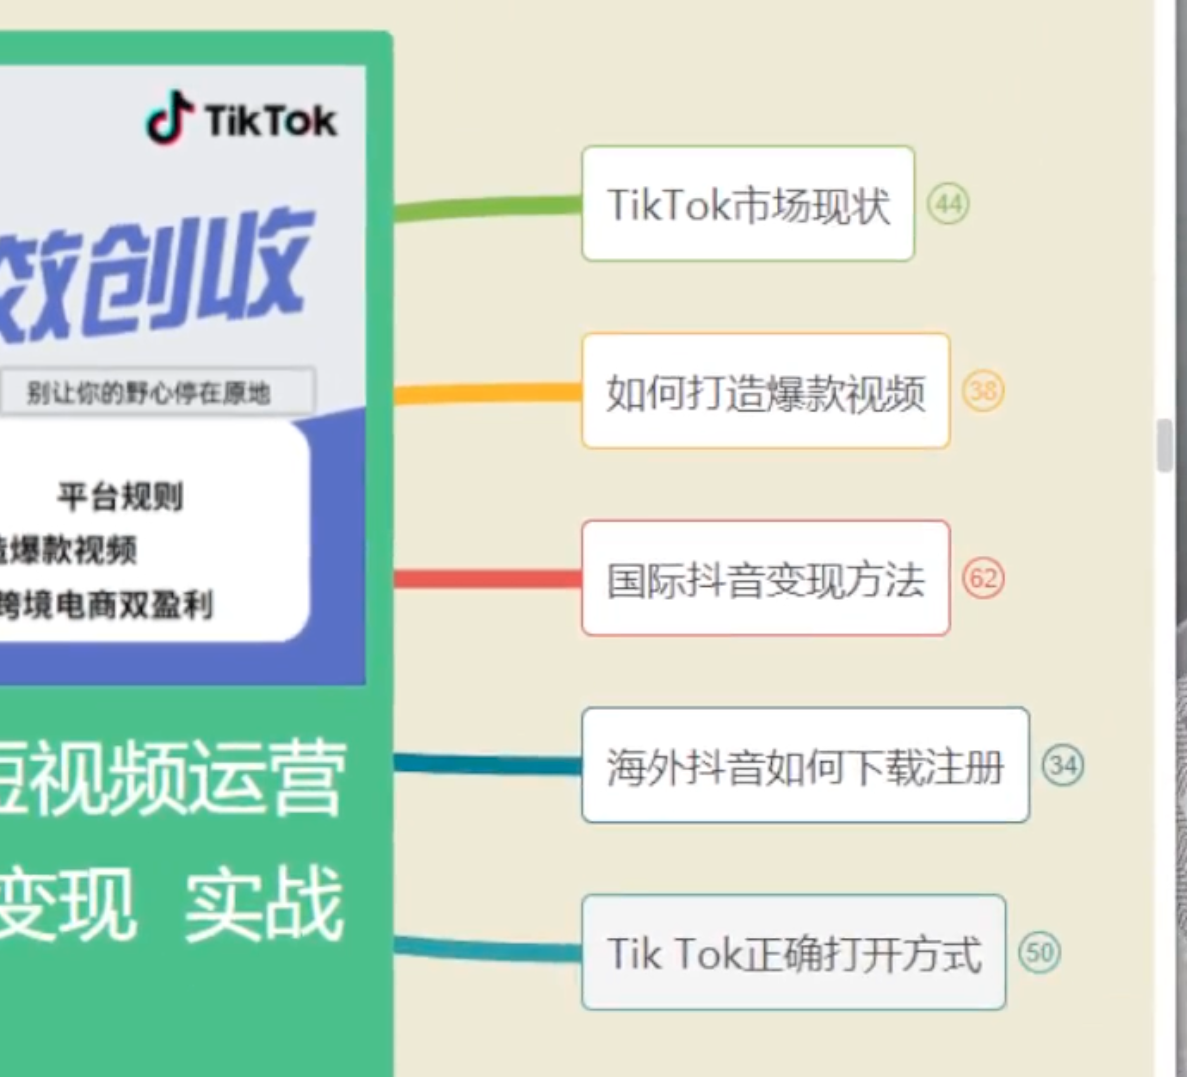 TikTok
效创收
别让你的野心停在原地
平台规则
造爆款视频
跨境电商双盈利
短视频运营
变现 实战
TikTok市场现状 44
如何打造爆款视频 38
国际抖音变现方法 62
海外抖音如何下载注册 34
Tik Tok正确打开方式 50